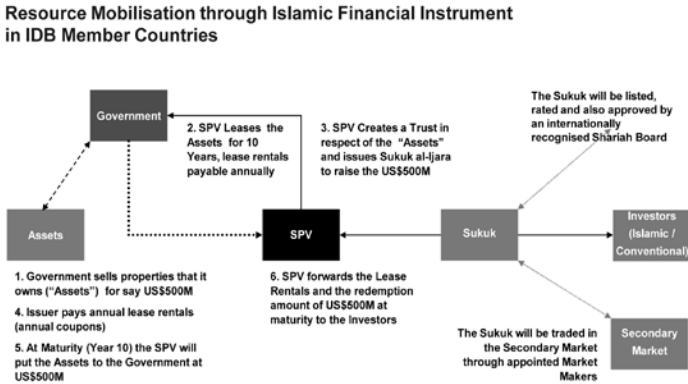 Resource Mobilisation through Islamic Financial Instrument
in IDB Member Countries
Government
2. SPV Leases the
Assets for 10
Years, lease rentals
payable annually
3. SPV Creates a Trust in
respect of the “Assets”
and issues Sukuk al-Ijara
to raise the US$500M
The Sukuk will be listed,
rated and also approved by
an internationally
recognised Shariah Board
Assets
SPV
Sukuk
Investors
(Islamic /
Conventional)
1. Government sells properties that it
owns (“Assets”) for say US$500M
4. Issuer pays annual lease rentals
(annual coupons)
5. At Maturity (Year 10) the SPV will
put the Assets to the Government at
US$500M
6. SPV forwards the Lease
Rentals and the redemption
amount of US$500M at
maturity to the Investors
The Sukuk will be traded in
the Secondary Market
through appointed Market
Makers
Secondary
Market